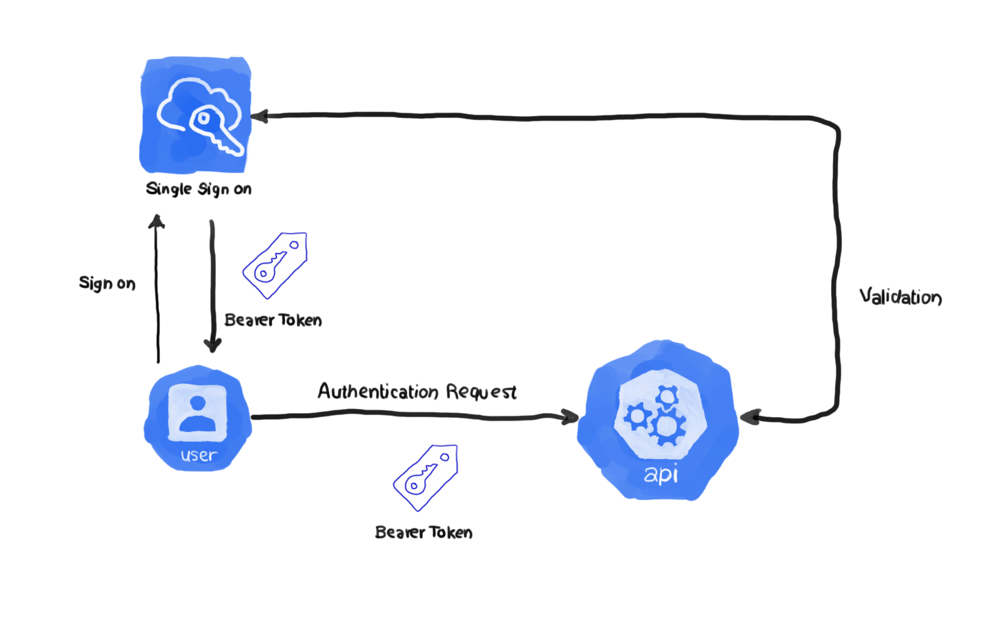 Single Sign on
Sign on
Bearer Token
Validation
Authentication Request
user
api
Bearer Token